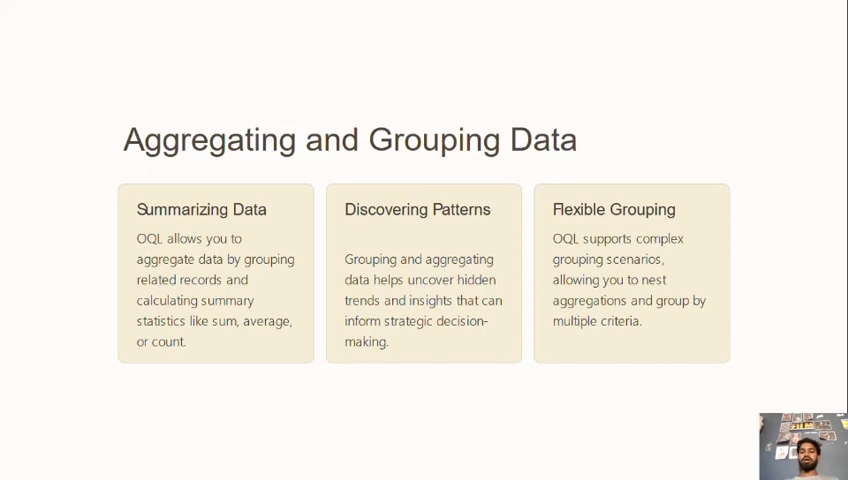 Aggregating and Grouping Data
Summarizing Data
OQL allows you to
aggregate data by grouping
related records and
calculating summary
statistics like sum, average,
or count.
Discovering Patterns
Grouping and aggregating
data helps uncover hidden
trends and insights that can
inform strategic decision-
making.
Flexible Grouping
OQL supports complex
grouping scenarios,
allowing you to nest
aggregations and group by
multiple criteria.
FILM